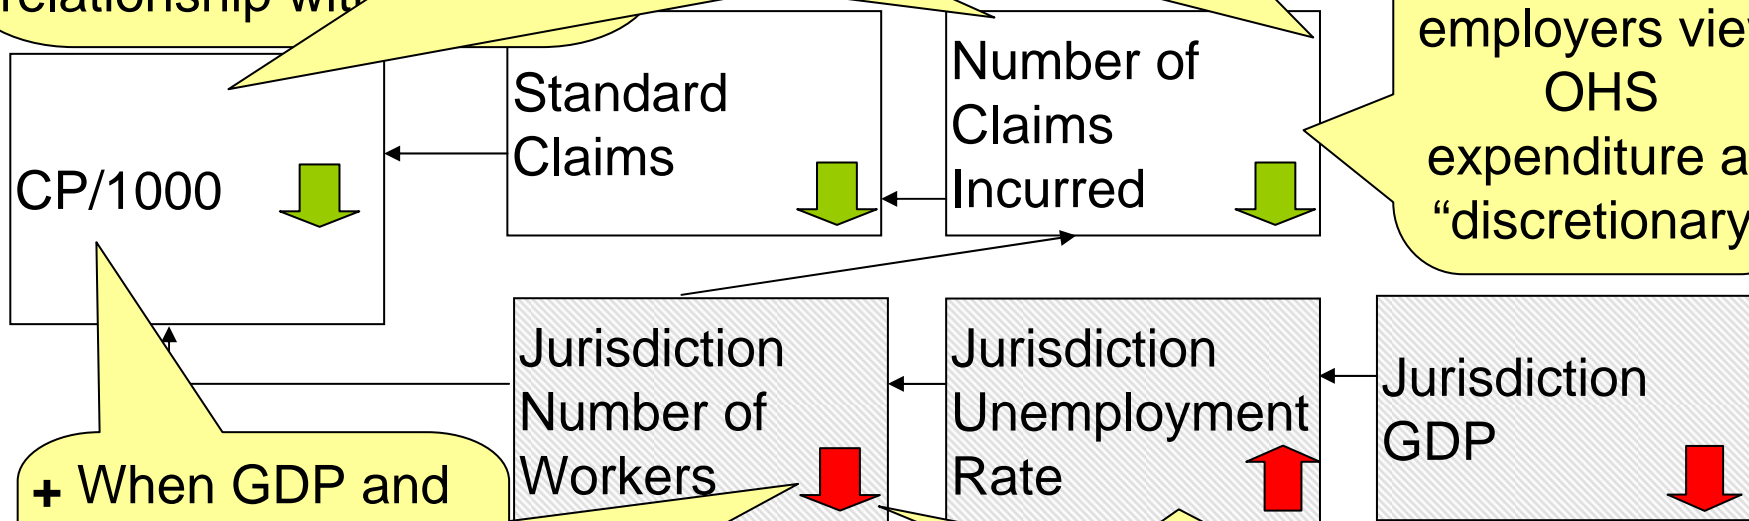 relationship
Standard
Claims
Number of
Claims
Incurred
employers
OHS
expenditure
“discretionary
CP/1000
Jurisdiction
Number of
Workers
Jurisdiction
Unemployment
Rate
Jurisdiction
GDP
+ When GDP and